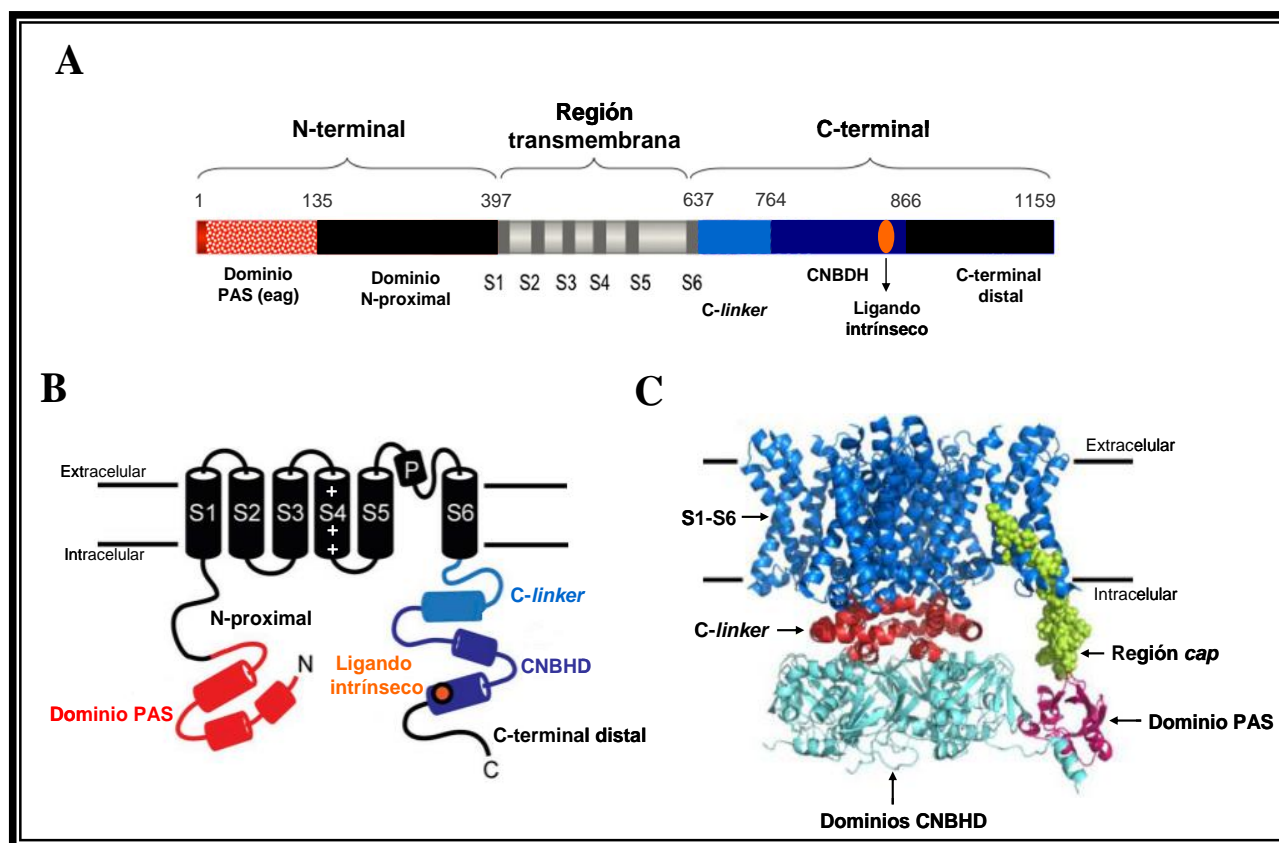 A
N-terminal
Región
transmembrana
C-terminal
1
135
397
637
764
866
1159
Dominio
PAS (eag)
Dominio
N-proximal
S1
S2
S3
S4
S5
S6
C-linker
CNBDH
Ligando
intrínseco
C-terminal
distal
B
Extracelular
Intracelular
S1
S2
S3
+
S4
+
+
S5
P
S6
N-proximal
N
Dominio PAS
C-linker
CNBHD
Ligando
intrínseco
C-terminal distal
C
C
Extracelular
S1-S6
Intracelular
C-linker
Región cap
Dominio PAS
Dominios CNBHD